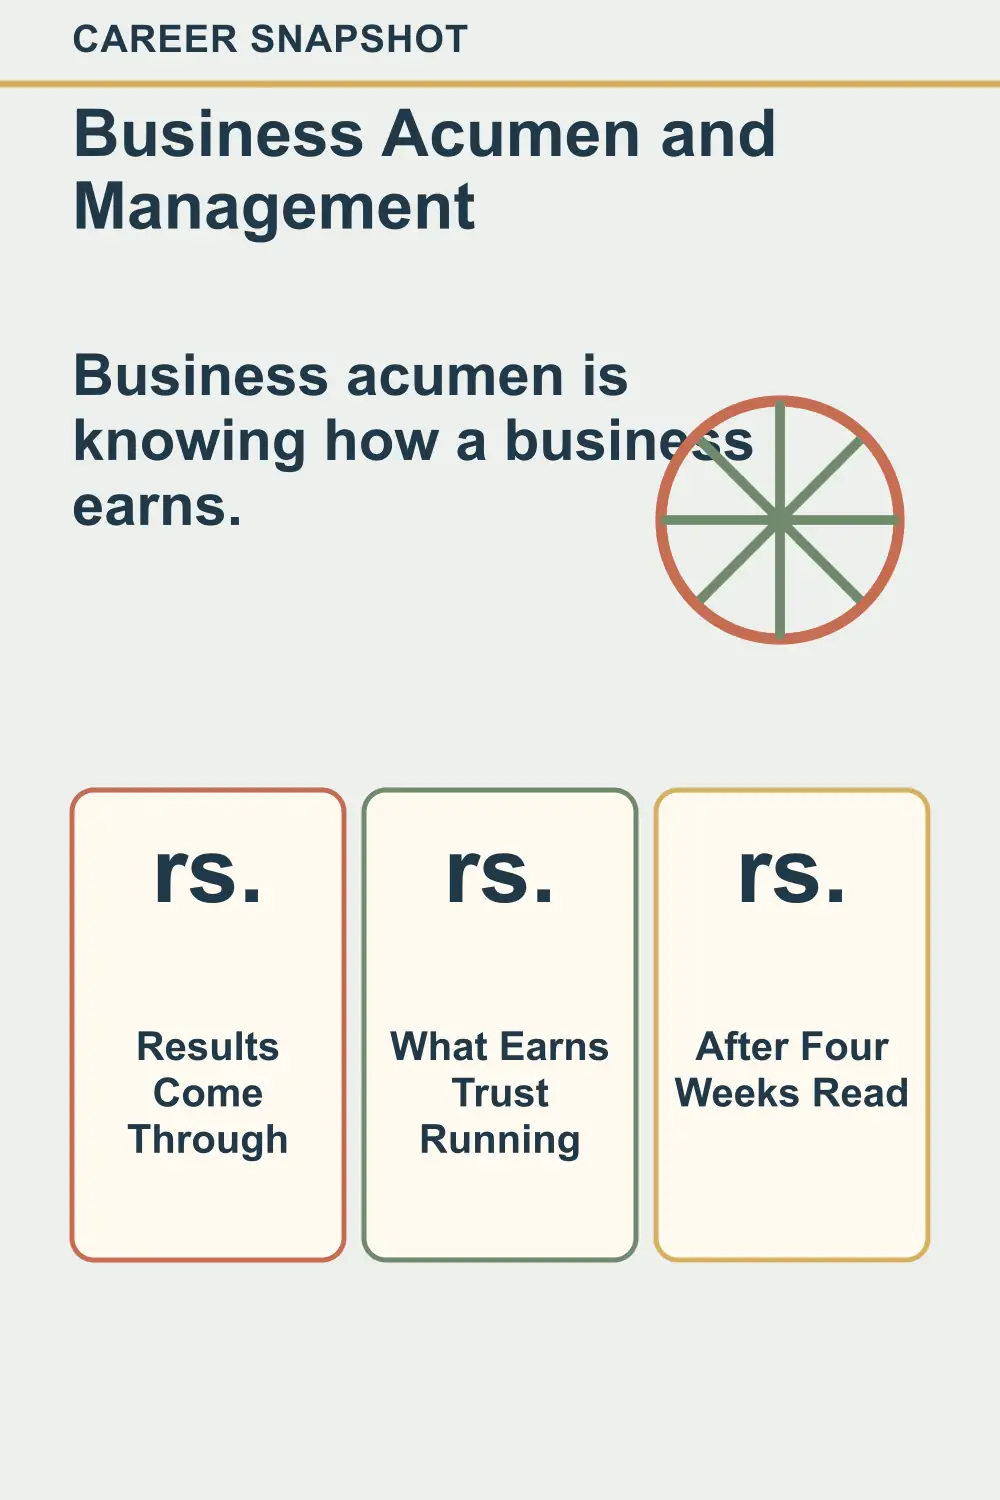 CAREER SNAPSHOT
Business Acumen and
Management
Business acumen is
knowing how a business
earns.
rs.
Results
Come
Through
rs.
What Earns
Trust
Running
rs.
After Four
Weeks Read